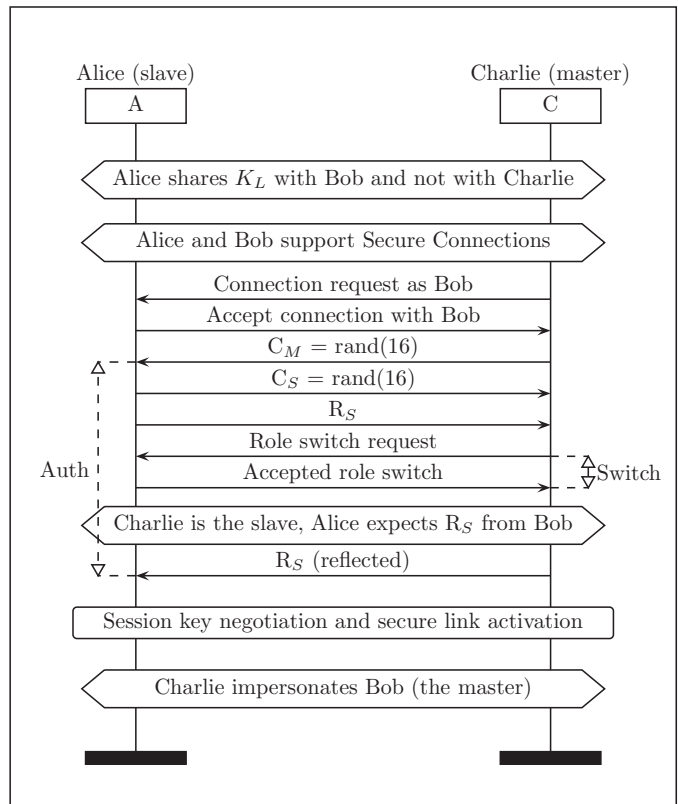 Alice (slave) Charlie (master)
A C
Alice shares K_L with Bob and not with Charlie
Alice and Bob support Secure Connections
Connection request as Bob
Accept connection with Bob
C_M = rand(16)
C_S = rand(16)
R_S
Role switch request
Auth Accepted role switch Switch
Charlie is the slave, Alice expects R_S from Bob
R_S (reflected)
Session key negotiation and secure link activation
Charlie impersonates Bob (the master)